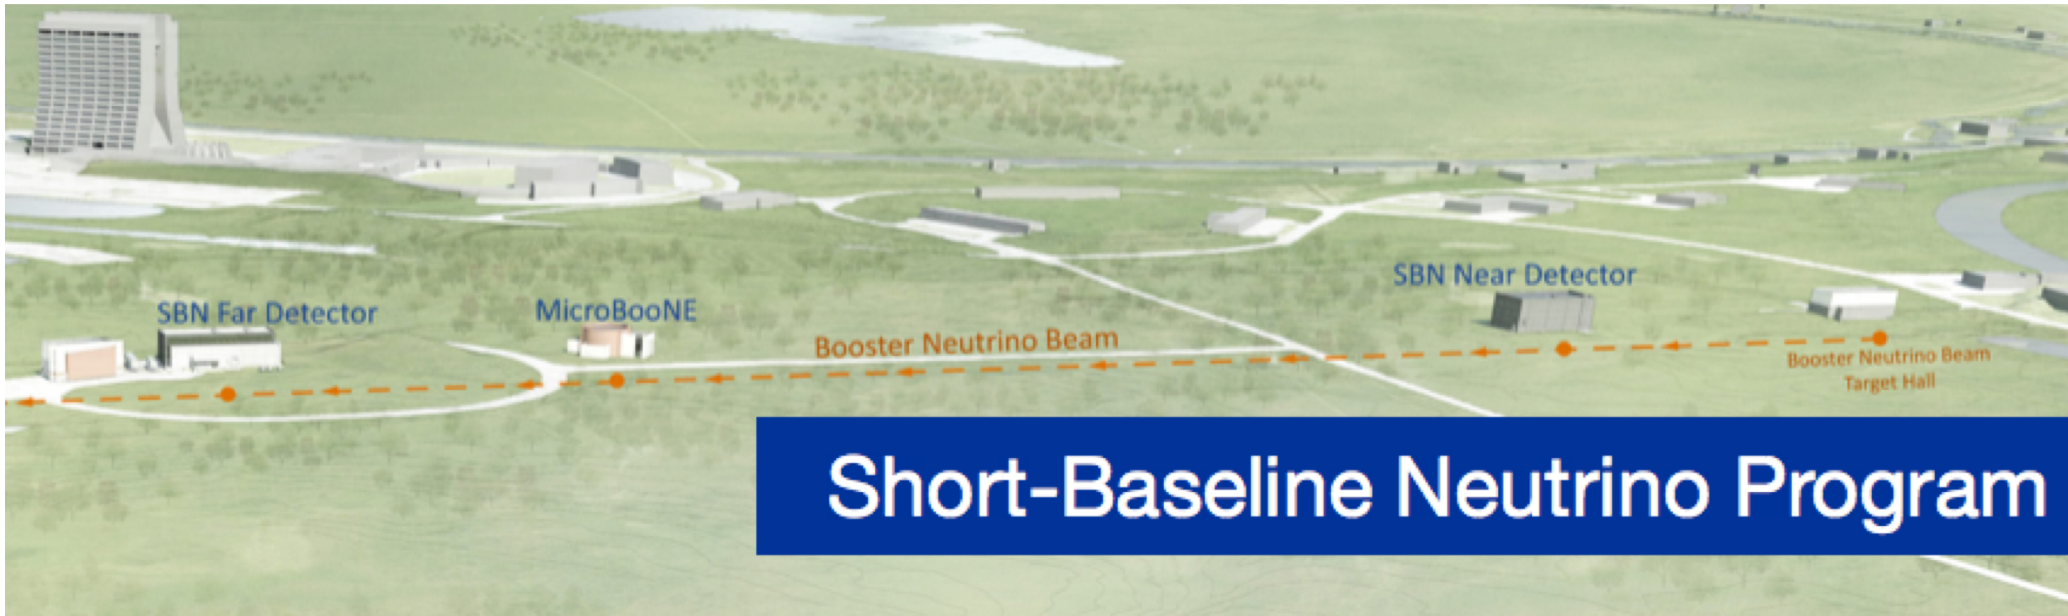 SBN Near Detector
SBN Far Detector
MicroBooNE
Booster Neutrino Beam
Booster Neutrino Beam
Target Hall
Short-Baseline Neutrino Program